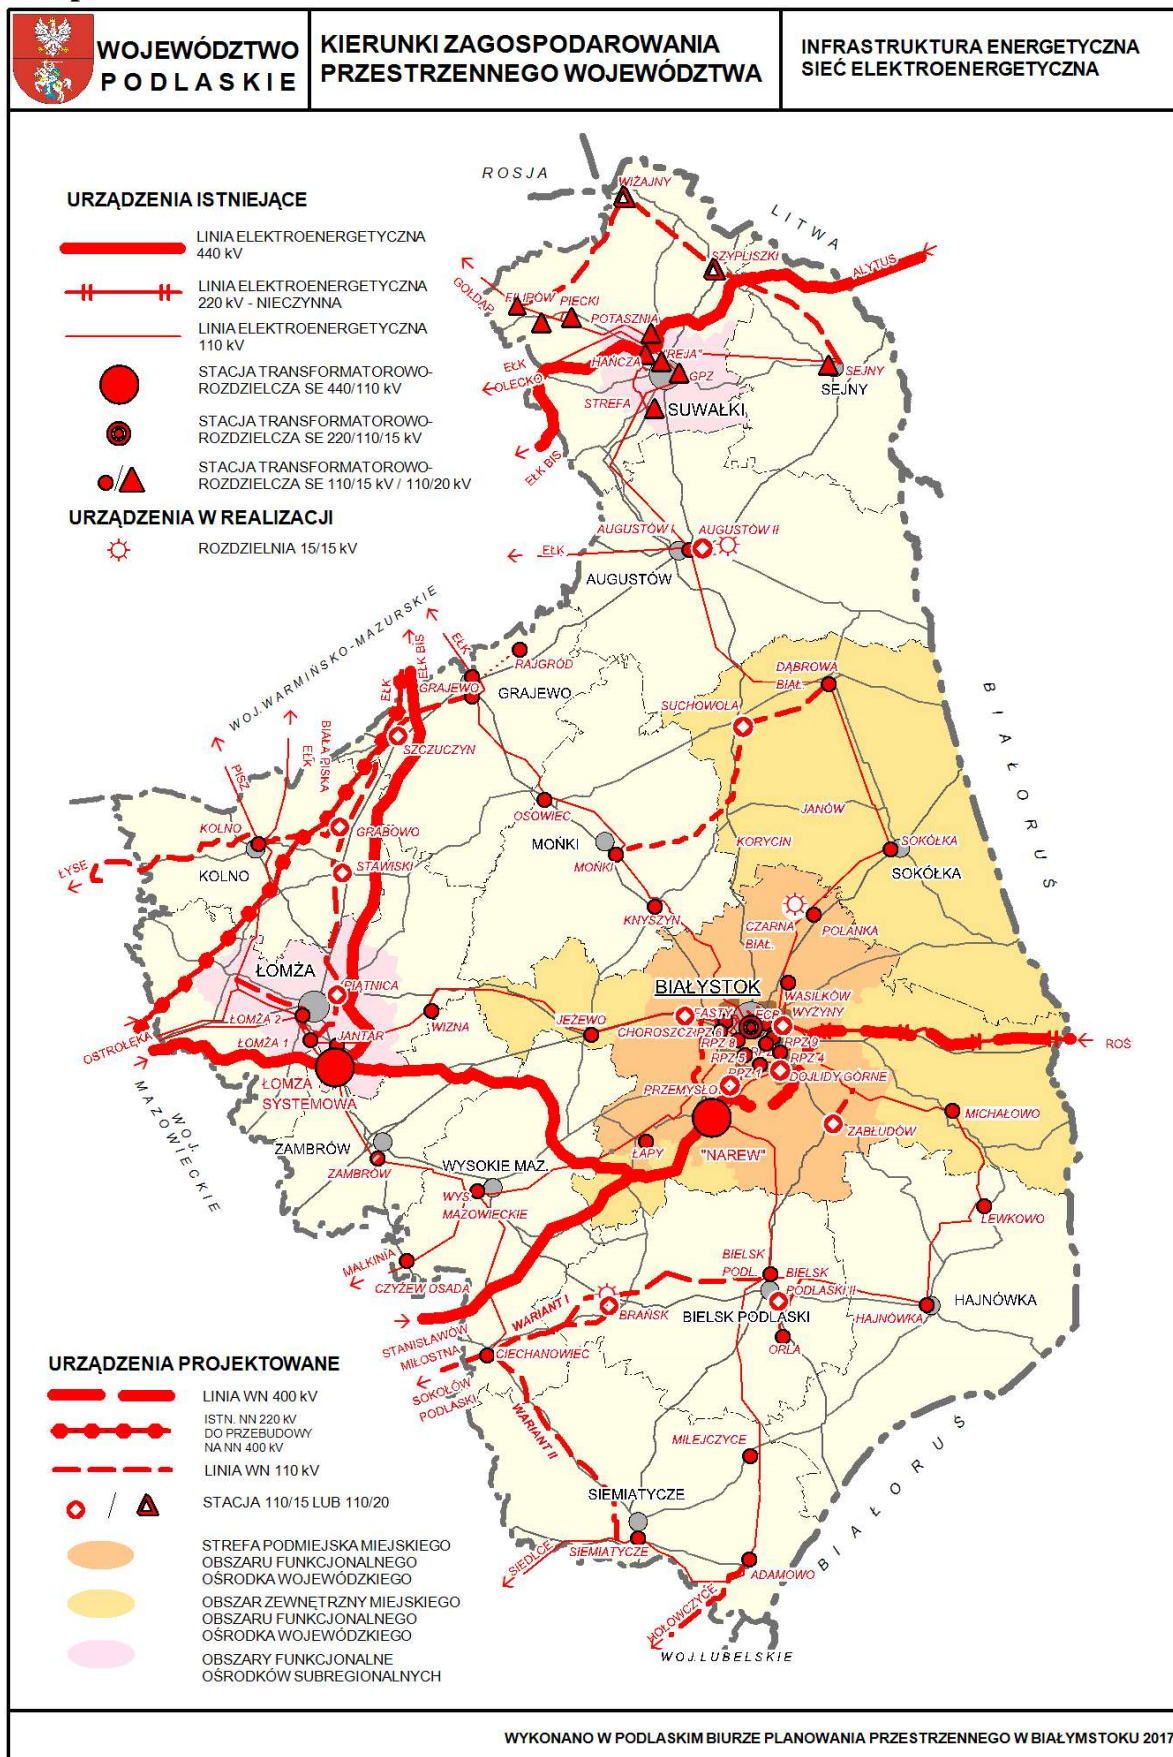 WOJEWÓDZTWO
PODLASKIE
KIERUNKI ZAGOSPODAROWANIA
PRZESTRZENNEGO WOJEWÓDZTWA
INFRASTRUKTURA ENERGETYCZNA
SIEĆ ELEKTROENERGETYCZNA
URZĄDZENIA ISTNIEJĄCE
LINIA ELEKTROENERGETYCZNA
440 kV
LINIA ELEKTROENERGETYCZNA
220 kV - NIECZYNNA
LINIA ELEKTROENERGETYCZNA
110 kV
STACJA TRANSFORMATOROWO-
ROZDZIELCZA SE 440/110 kV
STACJA TRANSFORMATOROWO-
ROZDZIELCZA SE 220/110/15 kV
STACJA TRANSFORMATOROWO-
ROZDZIELCZA SE 110/15 kV / 110/20 kV
URZĄDZENIA W REALIZACJI
ROZDZIELNIA 15/15 kV
ROSJA
LITWA
WIŻAJNY
SZYPLISZKI
ALYTUS
GOŁDAP
FILIPÓW
PIECKI
POTASZNIA
HAŃCZA
"REJA"
GPZ
EŁK
OLECKO
STREFA
SUWAŁKI
SEJNY
SEJNY
EŁK BIS
AUGUSTÓW I
AUGUSTÓW II
EŁK
AUGUSTÓW
WOJ. WARMIŃSKO-MAZURSKIE
EŁK
EŁK BIS
EŁK
RAJGRÓD
GRAJEWO
GRAJEWO
DĄBROWA
BIAŁ.
SUCHOWOLA
BIAŁORUŚ
SZCZUCZYN
BIAŁA PISKA
EŁK
PISZ
OSOWIEC
JANÓW
KOLNO
GRABOWO
MOŃKI
KORYCIN
SOKÓŁKA
ŁYSE
KOLNO
STAWISKI
MOŃKI
SOKÓŁKA
KNYSZYN
CZARNA
BIAŁ.
POLANKA
ŁOMŻA
PIĄTNICA
BIAŁYSTOK
WASILKÓW
ŁOMŻA 2
WIZNA
JEŻEWO
FASTY
ECB
WYŻYNY
CHOROSZCZ
RPZ 6
RPZ 8
RPZ 9
OSTROŁĘKA
ŁOMŻA 1
JANTAR
ROŚ
RPZ 5
RPZ 4
RPZ 1
WOJ.
MAZOWIECKIE
ŁOMŻA
SYSTEMOWA
PRZEMYSŁOWA
DOJLIDY GÓRNE
MICHAŁOWO
ZABŁUDÓW
ZAMBRÓW
ŁAPY
"NAREW"
WYSOKIE MAZ.
ZAMBRÓW
WYS.
MAZOWIECKIE
LEWKOWO
MAŁKINIA
CZYŻEW OSADA
BIELSK
PODL.
BIELSK
PODLASKI II
HAJNÓWKA
WARIANT I
BRAŃSK
BIELSK PODLASKI
HAJNÓWKA
STANISŁAWÓW
MIŁOSTNA
ORLA
CIECHANOWIEC
SOKOŁÓW
PODLASKI
WARIANT II
MILEJCZYCE
SIEMIATYCZE
BIAŁORUŚ
SIEDLCE
SIEMIATYCZE
ADAMOWO
HOŁOWCZYCE
WOJ. LUBELSKIE
URZĄDZENIA PROJEKTOWANE
LINIA WN 400 kV
ISTN. NN 220 kV
DO PRZEBUDOWY
NA NN 400 kV
LINIA WN 110 kV
STACJA 110/15 LUB 110/20
STREFA PODMIEJSKA MIEJSKIEGO
OBSZARU FUNKCJONALNEGO
OŚRODKA WOJEWÓDZKIEGO
OBSZAR ZEWNĘTRZNY MIEJSKIEGO
OBSZARU FUNKCJONALNEGO
OŚRODKA WOJEWÓDZKIEGO
OBSZARY FUNKCJONALNE
OŚRODKÓW SUBREGIONALNYCH
WYKONANO W PODLASKIM BIURZE PLANOWANIA PRZESTRZENNEGO W BIAŁYMSTOKU 2017